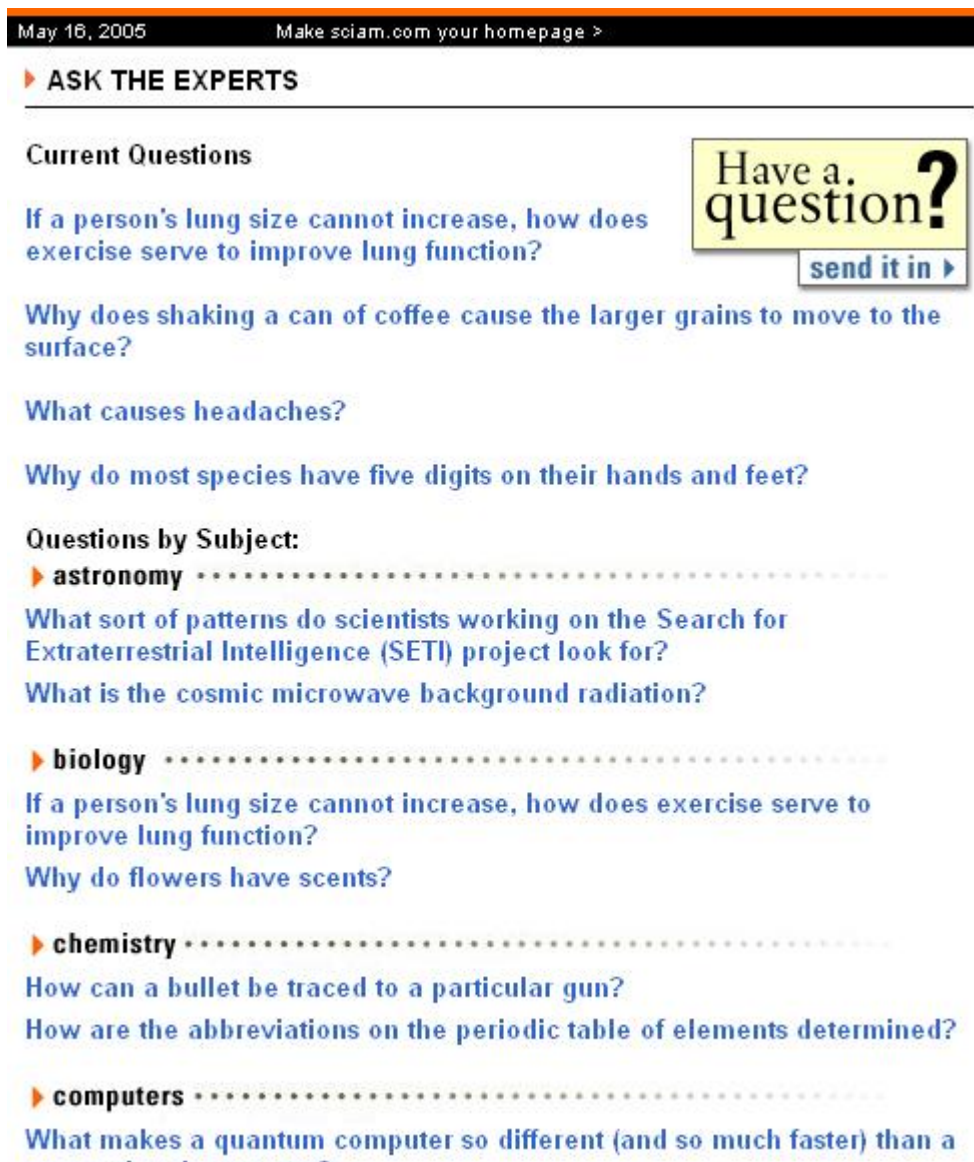 May 16, 2005 Make sciam.com your homepage >
ASK THE EXPERTS
Current Questions
Have a
question?
send it in
If a person's lung size cannot increase, how does
exercise serve to improve lung function?
Why does shaking a can of coffee cause the larger grains to move to the
surface?
What causes headaches?
Why do most species have five digits on their hands and feet?
Questions by Subject:
astronomy
What sort of patterns do scientists working on the Search for
Extraterrestrial Intelligence (SETI) project look for?
What is the cosmic microwave background radiation?
biology
If a person's lung size cannot increase, how does exercise serve to
improve lung function?
Why do flowers have scents?
chemistry
How can a bullet be traced to a particular gun?
How are the abbreviations on the periodic table of elements determined?
computers
What makes a quantum computer so different (and so much faster) than a